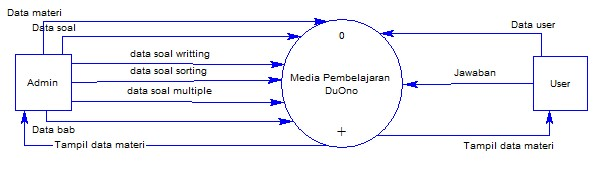 Data materi
Data soal
0
Data user
data soal writting
data soal sorting
data soal multiple
Admin
Media Pembelajaran
DuOno
Jawaban
User
+
Data bab
Tampil data materi
Tampil data materi